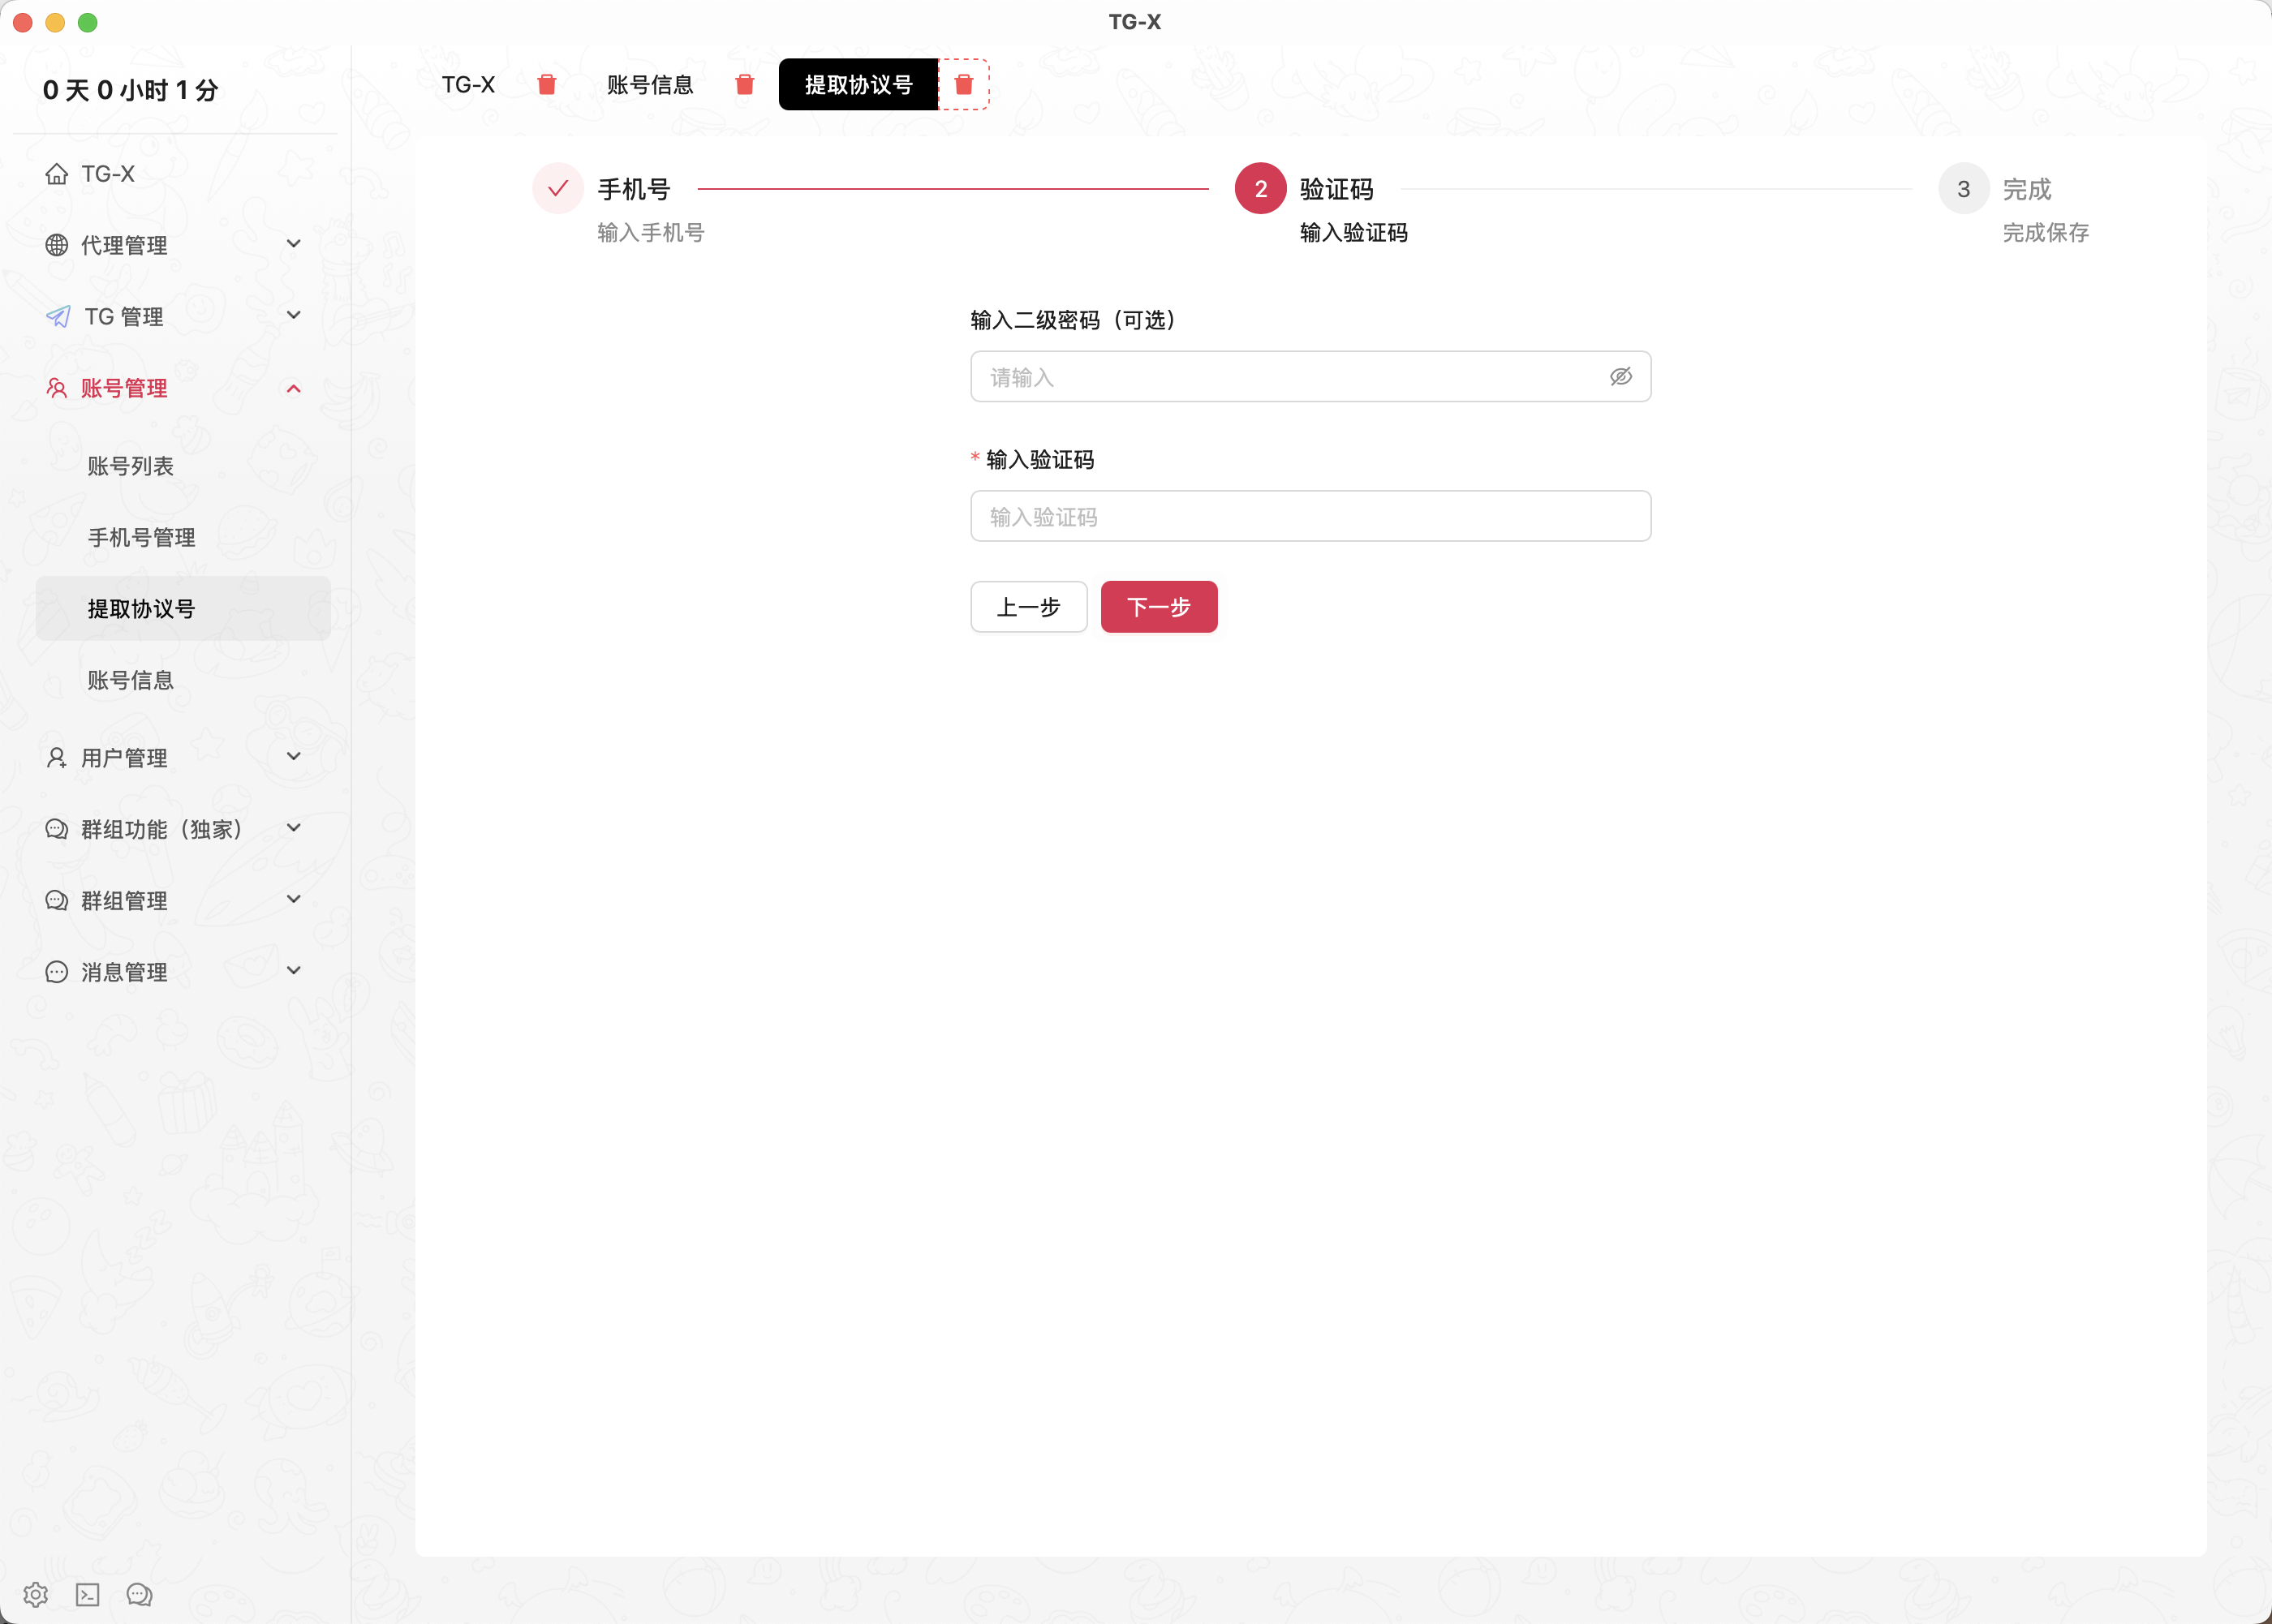 TG-X
0 天 0 小时 1 分
TG-X
代理管理
TG 管理
账号管理
账号列表
手机号管理
提取协议号
账号信息
用户管理
群组功能（独家）
群组管理
消息管理
TG-X 账号信息 提取协议号
手机号
输入手机号
2 验证码
输入验证码
3 完成
完成保存
输入二级密码（可选）
请输入
* 输入验证码
输入验证码
上一步 下一步